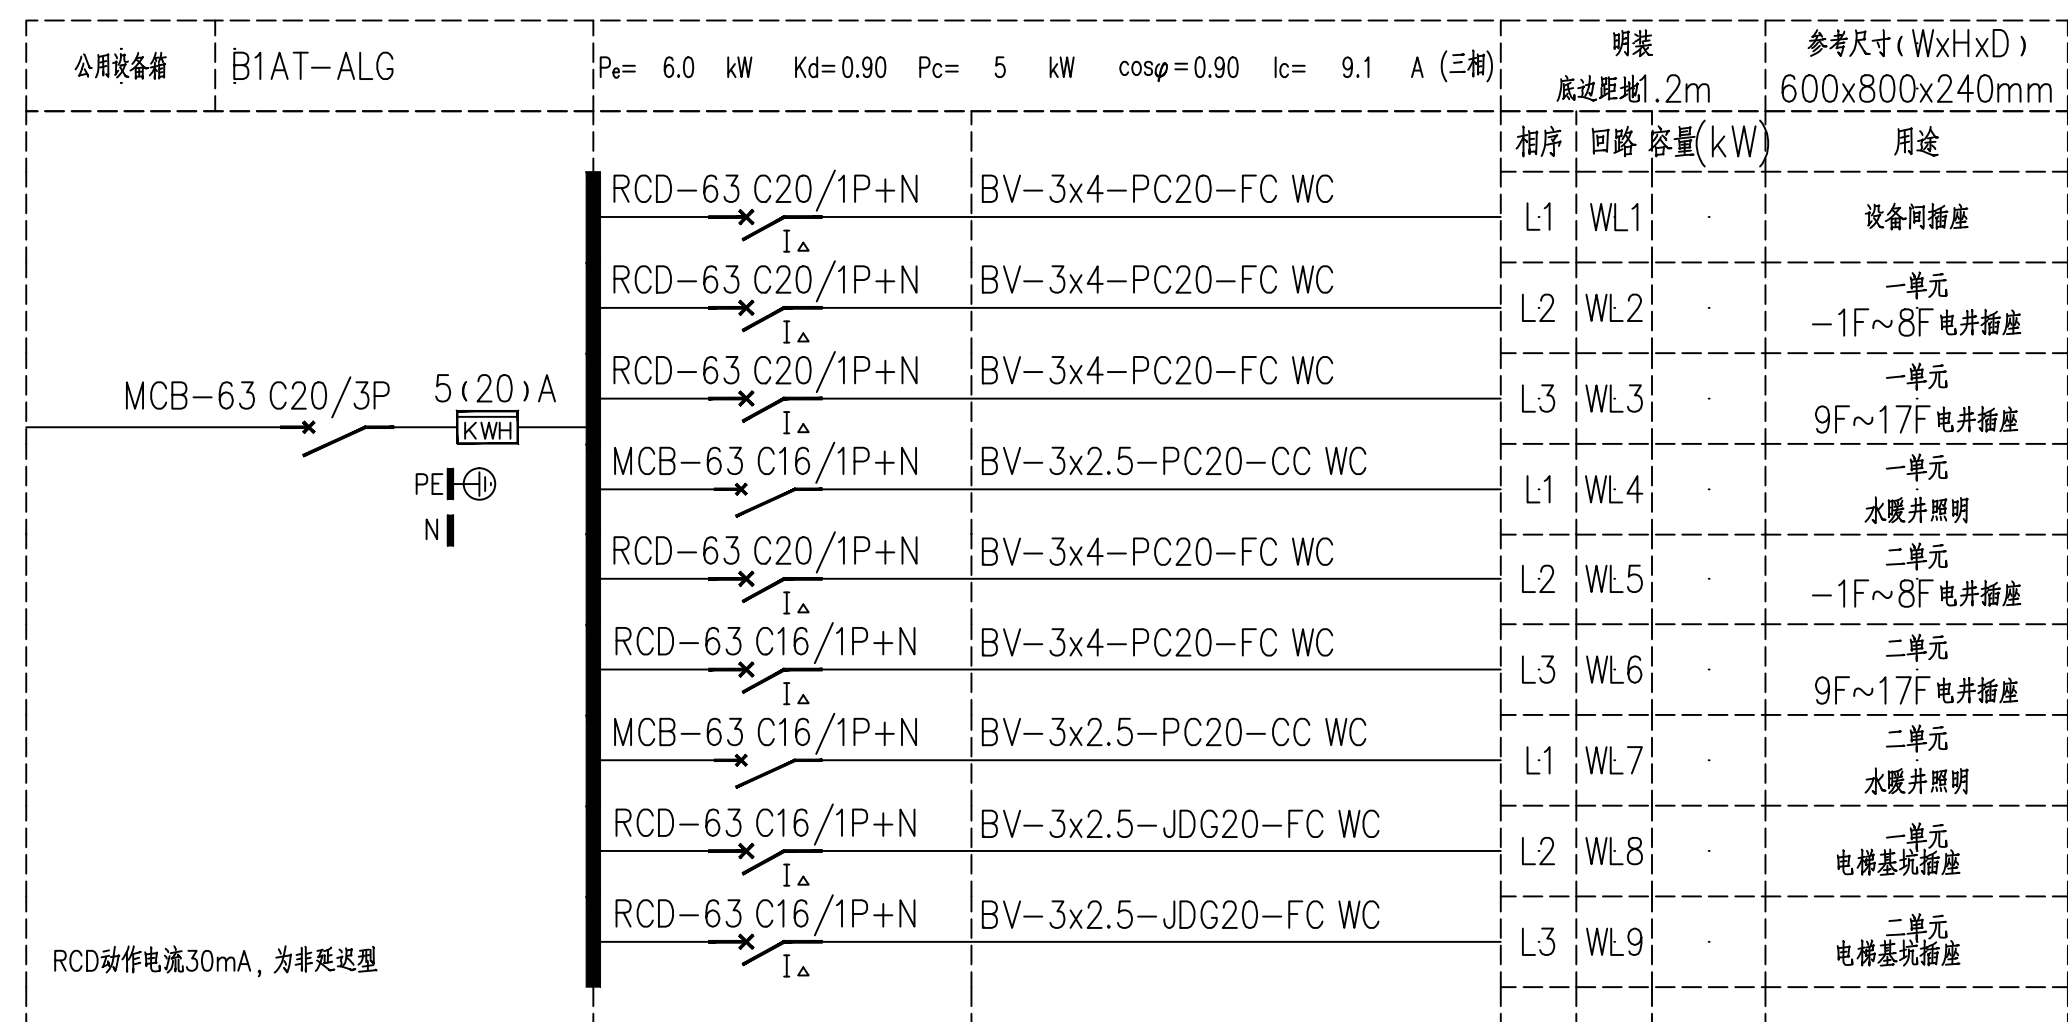 公用设备箱 B1AT-ALG Pe= 6.0 kW Kd=0.90 Pc= 5 kW cosφ=0.90 Ic= 9.1 A (三相)
明装
底边距地1.2m
参考尺寸(WxHxD)
600x800x240mm
相序 回路 容量(kW) 用途
RCD-63 C20/1P+N BV-3x4-PC20-FC WC
I△
L1 WL1 设备间插座
RCD-63 C20/1P+N BV-3x4-PC20-FC WC
I△
L2 WL2 一单元
-1F~8F电井插座
RCD-63 C20/1P+N BV-3x4-PC20-FC WC
I△
L3 WL3 一单元
9F~17F电井插座
MCB-63 C20/3P 5(20)A
KWH
PE
N
MCB-63 C16/1P+N BV-3x2.5-PC20-CC WC
L1 WL4 一单元
水暖井照明
RCD-63 C20/1P+N BV-3x4-PC20-FC WC
I△
L2 WL5 二单元
-1F~8F电井插座
RCD-63 C16/1P+N BV-3x4-PC20-FC WC
I△
L3 WL6 二单元
9F~17F电井插座
MCB-63 C16/1P+N BV-3x2.5-PC20-CC WC
L1 WL7 二单元
水暖井照明
RCD-63 C16/1P+N BV-3x2.5-JDG20-FC WC
I△
L2 WL8 一单元
电梯基坑插座
RCD-63 C16/1P+N BV-3x2.5-JDG20-FC WC
I△
L3 WL9 二单元
电梯基坑插座
RCD动作电流30mA, 为非延迟型